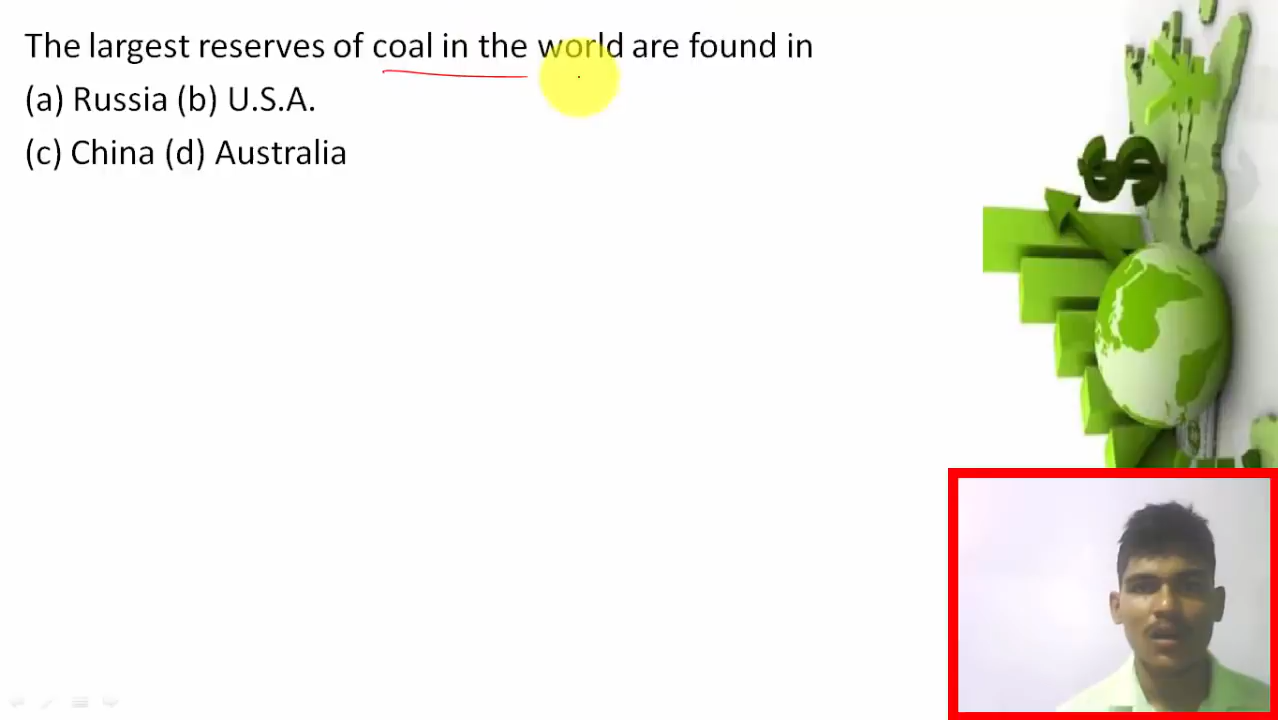 The largest reserves of coal in the world are found in
(a) Russia (b) U.S.A.
(c) China (d) Australia